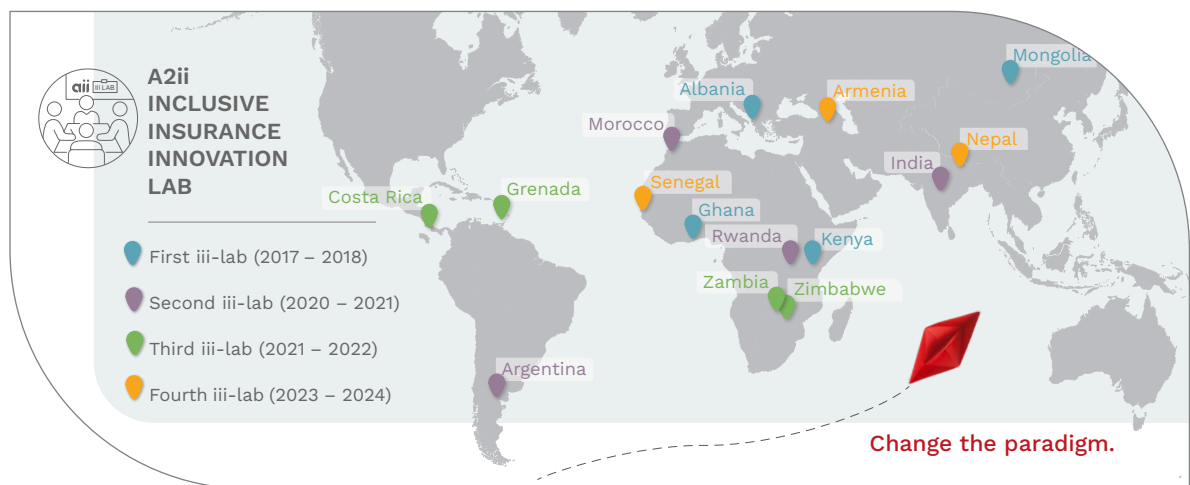 aii III LAB
A2ii
INCLUSIVE
INSURANCE
INNOVATION
LAB
First iii-lab (2017 – 2018)
Second iii-lab (2020 – 2021)
Third iii-lab (2021 – 2022)
Fourth iii-lab (2023 – 2024)
Mongolia
Albania
Armenia
Morocco
Nepal
India
Senegal
Costa Rica
Grenada
Ghana
Rwanda
Kenya
Zambia
Zimbabwe
Argentina
Change the paradigm.